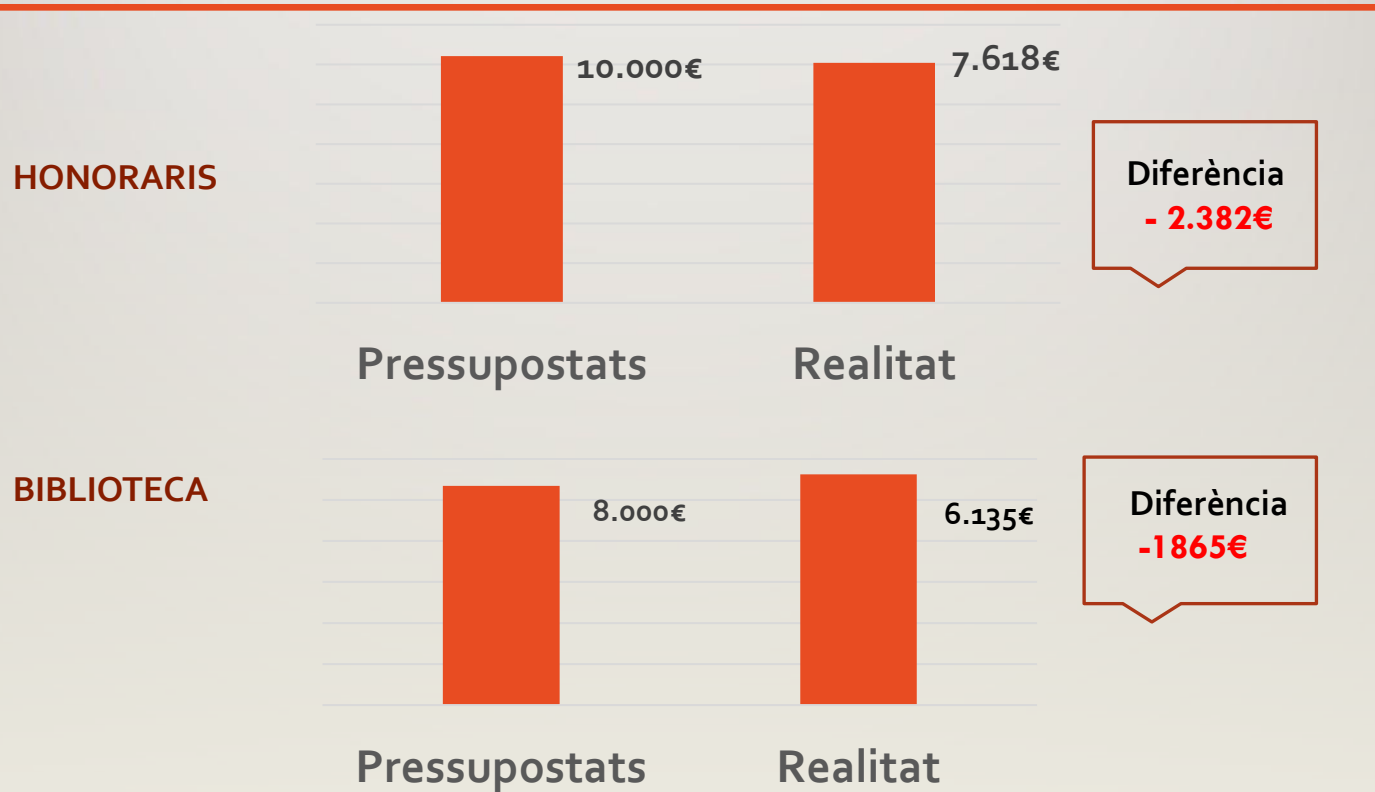 10.000€
7.618€
HONORARIS
Diferència
- 2.382€
Pressupostats
Realitat
BIBLIOTECA
8.000€
6.135€
Diferència
-1865€
Pressupostats
Realitat